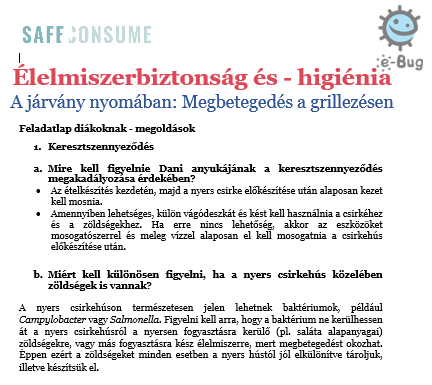 SAFECONSUME
e-Bug
Élelmiszerbiztonság és - higiénia
A járvány nyomában: Megbetegedés a grillezésen
Feladatlap diákoknak - megoldások
1. Keresztszennyeződés
a. Mire kell figyelnie Dani anyukájának a keresztszennyeződés
megakadályozása érdekében?
• Az ételkészítés kezdetén, majd a nyers csirke előkészítése után alaposan kezet
kell mosnia.
• Amennyiben lehetséges, külön vágódeszkát és kést kell használnia a csirkéhez
és a zöldségekhez. Ha erre nincs lehetőség, akkor az eszközöket
mosogatószerrel és meleg vízzel alaposan el kell mosogatnia a csirkehús
előkészítése után.
b. Miért kell különösen figyelni, ha a nyers csirkehús közelében
zöldségek is vannak?
A nyers csirkehúson természetesen jelen lehetnek baktériumok, például
Campylobacter vagy Salmonella. Figyelni kell arra, hogy a baktérium ne kerülhessen
át a nyers csirkehúsról a nyersen fogyasztásra kerülő (pl. saláta alapanyagai)
zöldségekre, vagy más fogyasztásra kész élelmiszerre, mert megbetegedést okozhat.
Éppen ezért a zöldségeket minden esetben a nyers hústól jól elkülönítve tároljuk,
illetve készítsük el.